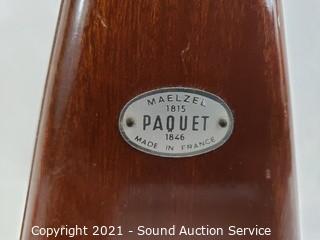 MAELZEL
1815
PAQUET
1846
MADE IN FRANCE
Copyright 2021 - Sound Auction Service